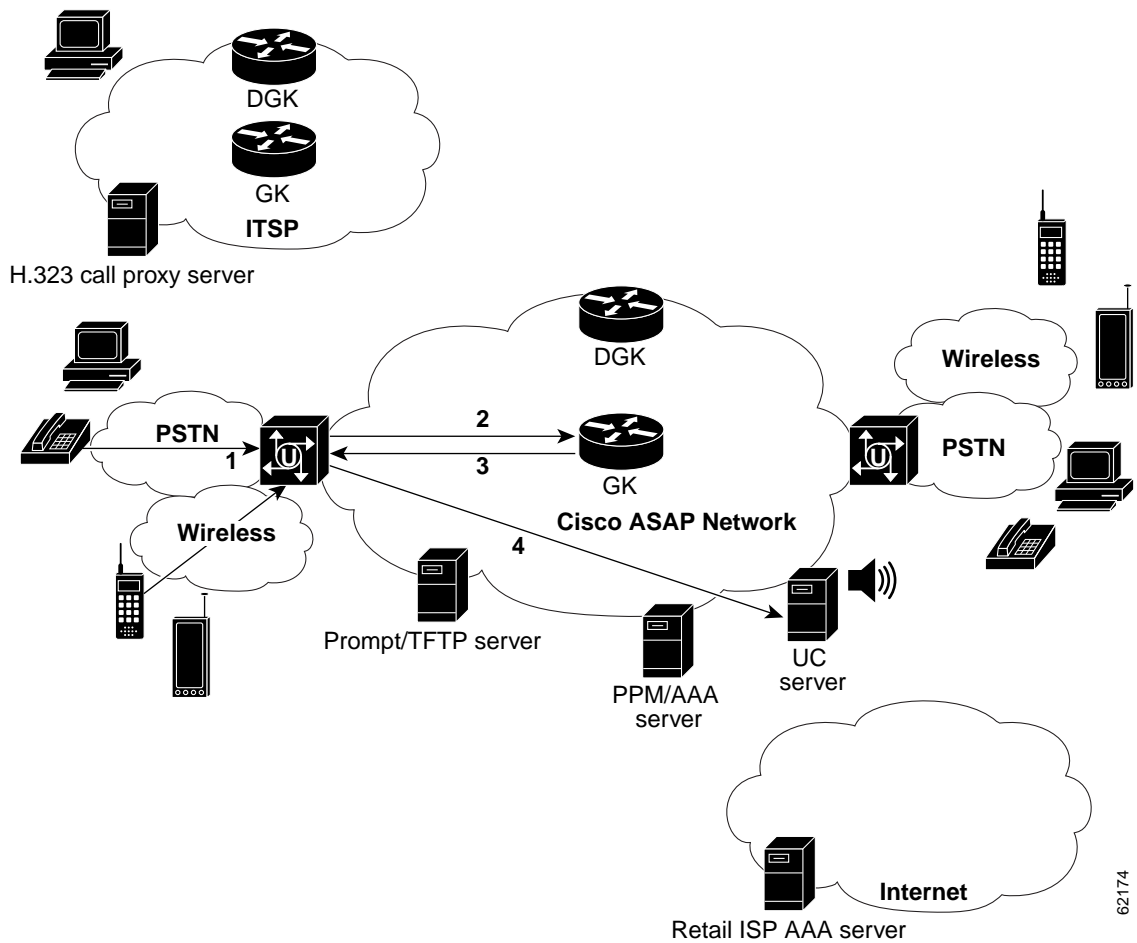 DGK
GK
ITSP
H.323 call proxy server
DGK
Wireless
PSTN
1
U
2
3
GK
U
PSTN
Cisco ASAP Network
Wireless
4
Prompt/TFTP server
UC
server
PPM/AAA
server
Internet
Retail ISP AAA server
62174